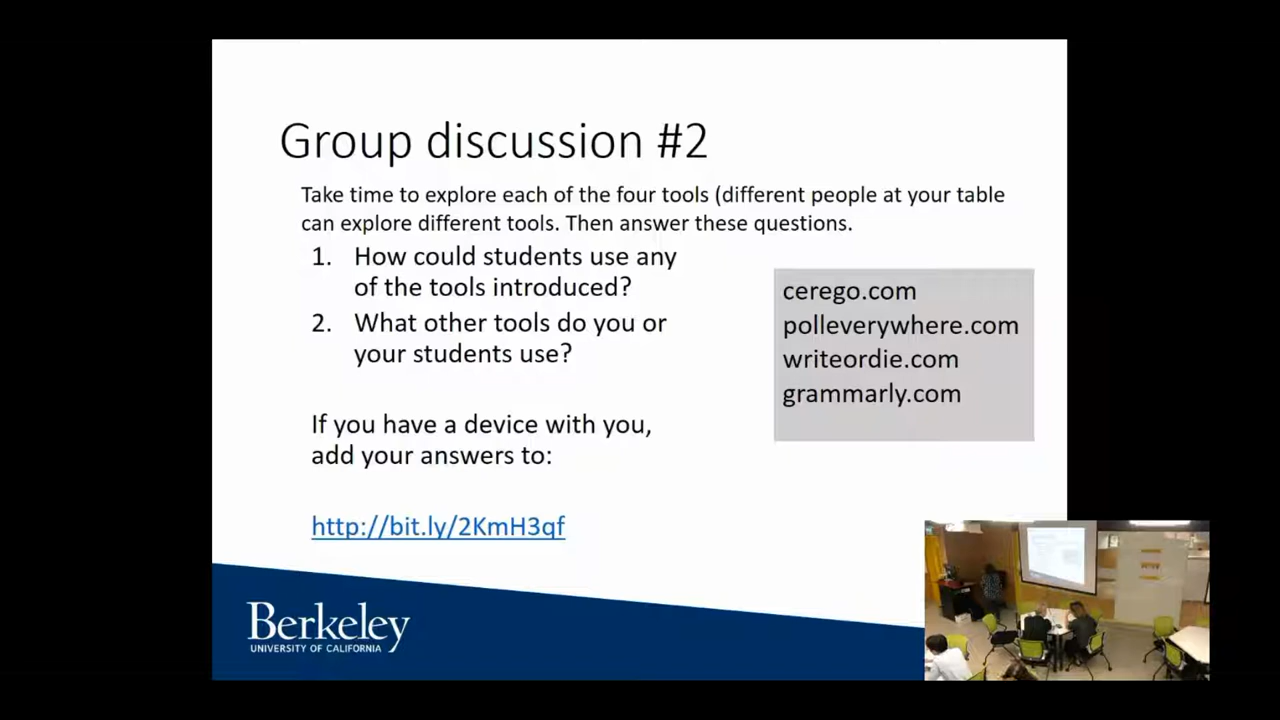 Group discussion #2
Take time to explore each of the four tools (different people at your table
can explore different tools. Then answer these questions.
1. How could students use any
of the tools introduced?
2. What other tools do you or
your students use?
If you have a device with you,
add your answers to:
http://bit.ly/2KmH3qf
cerego.com
polleverywhere.com
writeordie.com
grammarly.com
Berkeley
UNIVERSITY OF CALIFORNIA